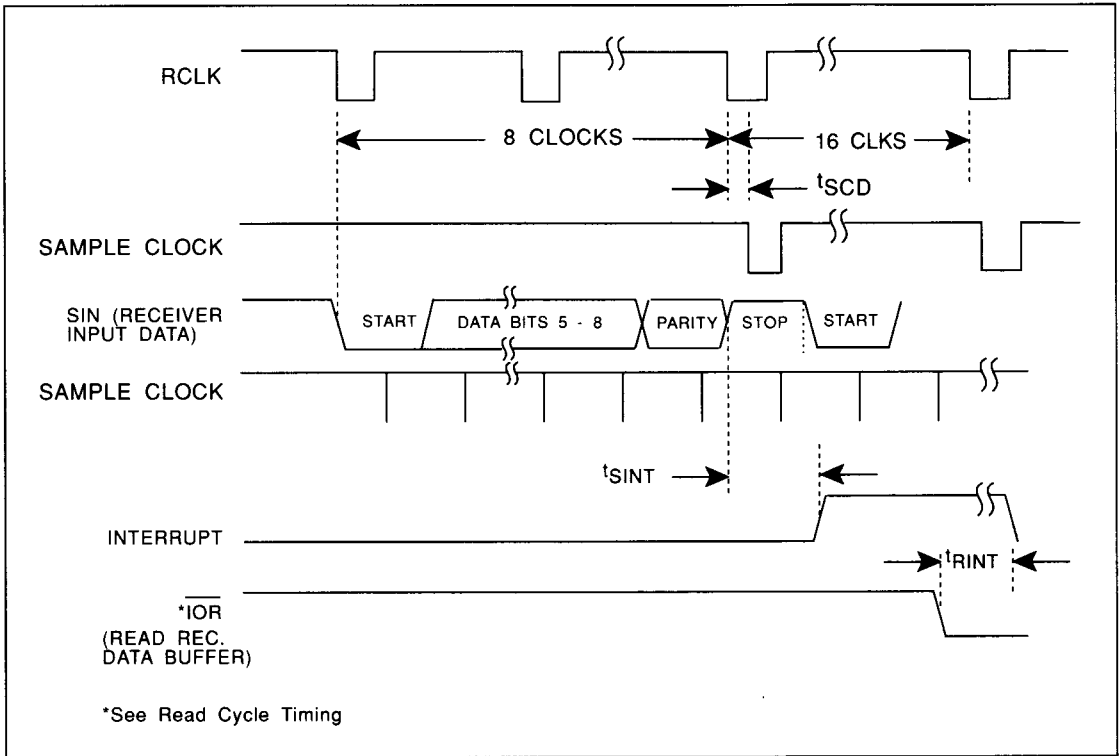 RCLK
8 CLOCKS
16 CLKS
tSCD
SAMPLE CLOCK
SIN (RECEIVER
INPUT DATA)
START
DATA BITS 5 - 8
PARITY
STOP
START
SAMPLE CLOCK
tSINT
INTERRUPT
tRINT
*IOR
(READ REC.
DATA BUFFER)
*See Read Cycle Timing